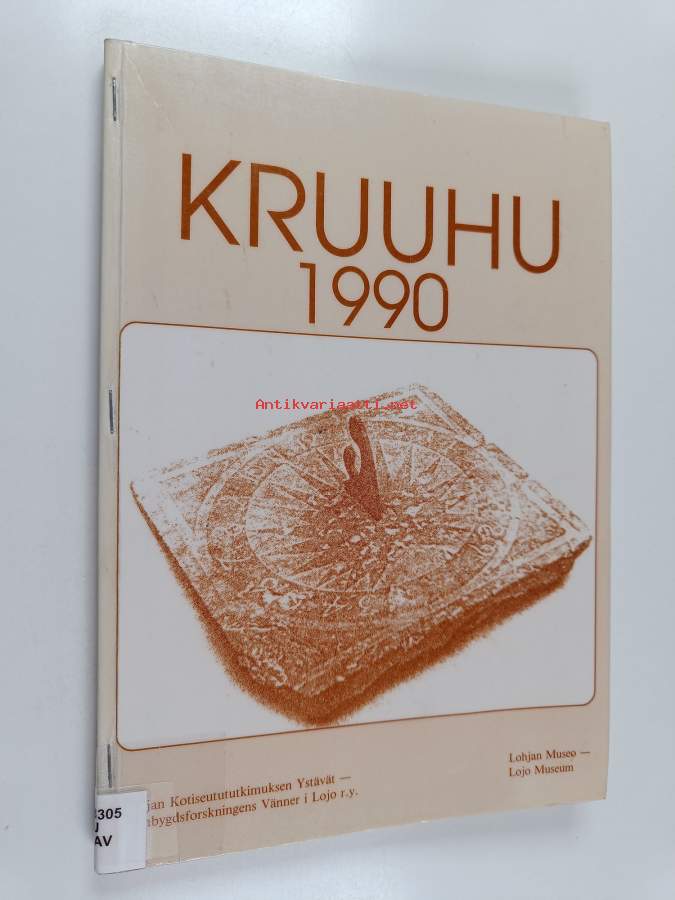 KRUUHU
1990
Antikvariaatti.net
jan Kotiseutututkimuksen Ystävät —
bygdsforskningens Vänner i Lojo r.y.
Lohjan Museo —
Lojo Museum
305
AV